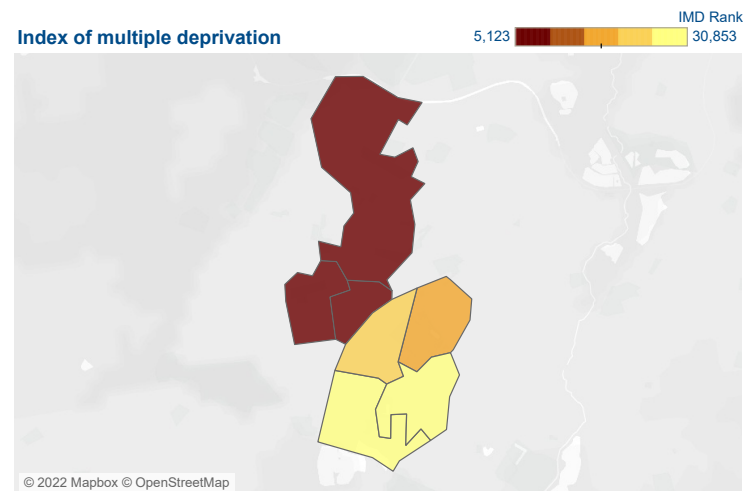 IMD Rank
Index of multiple deprivation
5,123
30,853
© 2022 Mapbox © OpenStreetMap